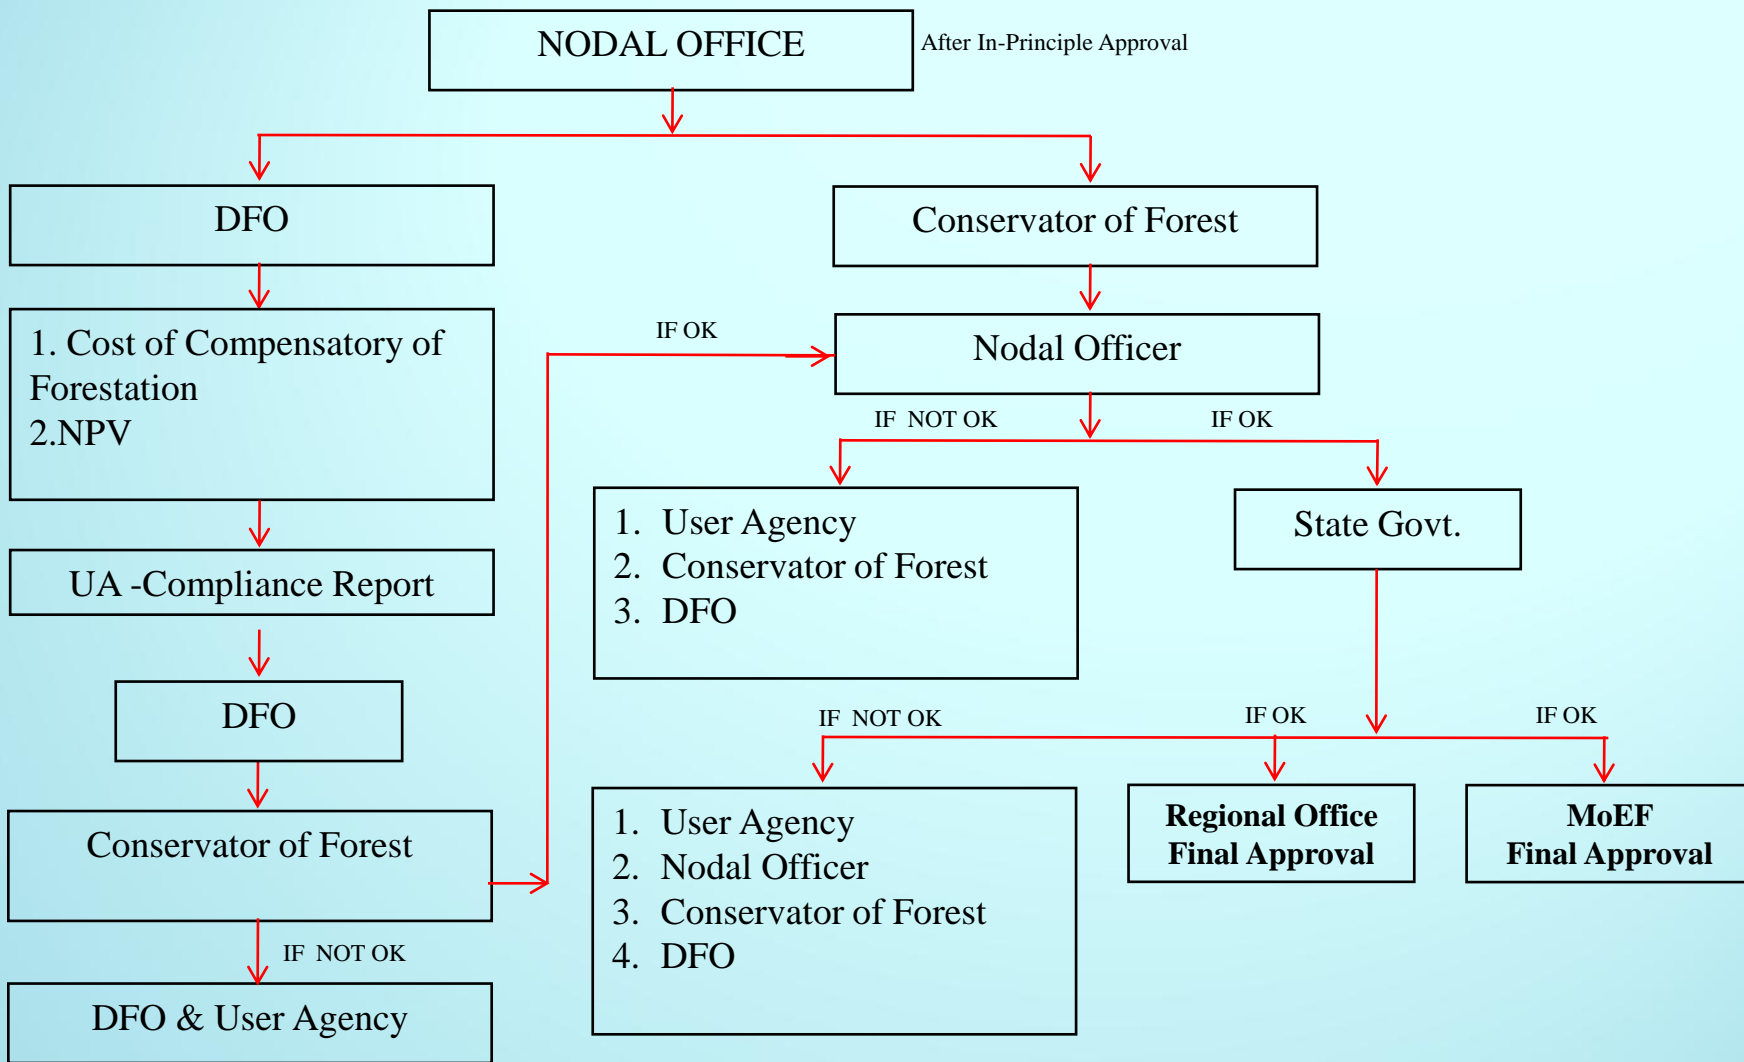 NODAL OFFICE
After In-Principle Approval
DFO
Conservator of Forest
1. Cost of Compensatory of
Forestation
2.NPV
IF OK
Nodal Officer
IF NOT OK
IF OK
1. User Agency
2. Conservator of Forest
3. DFO
State Govt.
UA -Compliance Report
DFO
IF NOT OK
IF OK
IF OK
Conservator of Forest
1. User Agency
2. Nodal Officer
3. Conservator of Forest
4. DFO
Regional Office
Final Approval
MoEF
Final Approval
IF NOT OK
DFO & User Agency